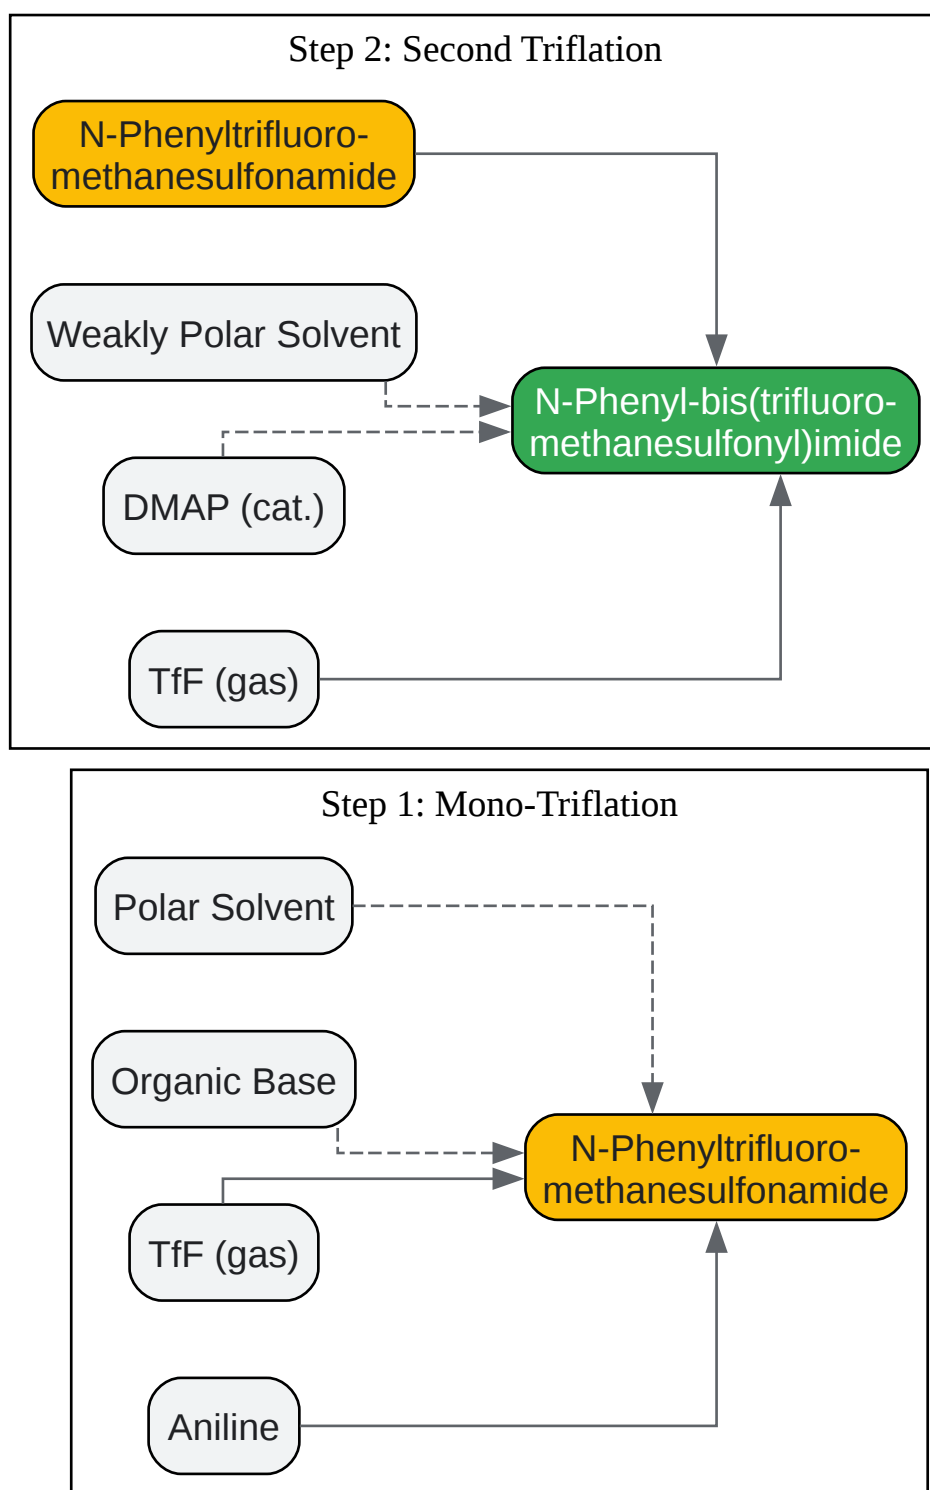 Step 2: Second Triflation
N-Phenyltrifluoro-
methanesulfonamide
Weakly Polar Solvent
N-Phenyl-bis(trifluoro-
methanesulfonyl)imide
DMAP (cat.)
TfF (gas)
Step 1: Mono-Triflation
Polar Solvent
Organic Base
N-Phenyltrifluoro-
methanesulfonamide
TfF (gas)
Aniline